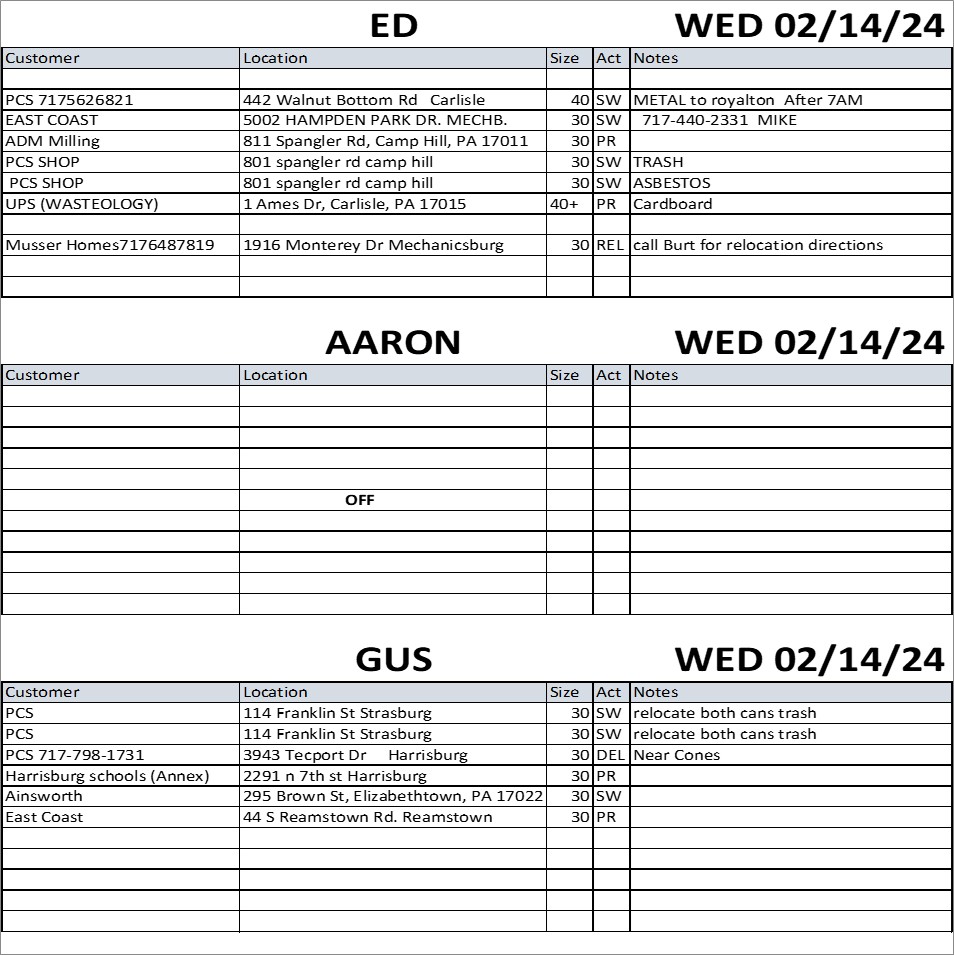 ED WED 02/14/24
Customer Location Size Act Notes
PCS 7175626821 442 Walnut Bottom Rd Carlisle 40 SW METAL to royalton After 7AM
EAST COAST 5002 HAMPDEN PARK DR. MECHB. 30 SW 717-440-2331 MIKE
ADM Milling 811 Spangler Rd, Camp Hill, PA 17011 30 PR
PCS SHOP 801 spangler rd camp hill 30 SW TRASH
PCS SHOP 801 spangler rd camp hill 30 SW ASBESTOS
UPS (WASTEOLOGY) 1 Ames Dr, Carlisle, PA 17015 40+ PR Cardboard
Musser Homes7176487819 1916 Monterey Dr Mechanicsburg 30 REL call Burt for relocation directions
AARON WED 02/14/24
Customer Location Size Act Notes
OFF
GUS WED 02/14/24
Customer Location Size Act Notes
PCS 114 Franklin St Strasburg 30 SW relocate both cans trash
PCS 114 Franklin St Strasburg 30 SW relocate both cans trash
PCS 717-798-1731 3943 Tecport Dr Harrisburg 30 DEL Near Cones
Harrisburg schools (Annex) 2291 n 7th st Harrisburg 30 PR
Ainsworth 295 Brown St, Elizabethtown, PA 17022 30 SW
East Coast 44 S Reamstown Rd. Reamstown 30 PR